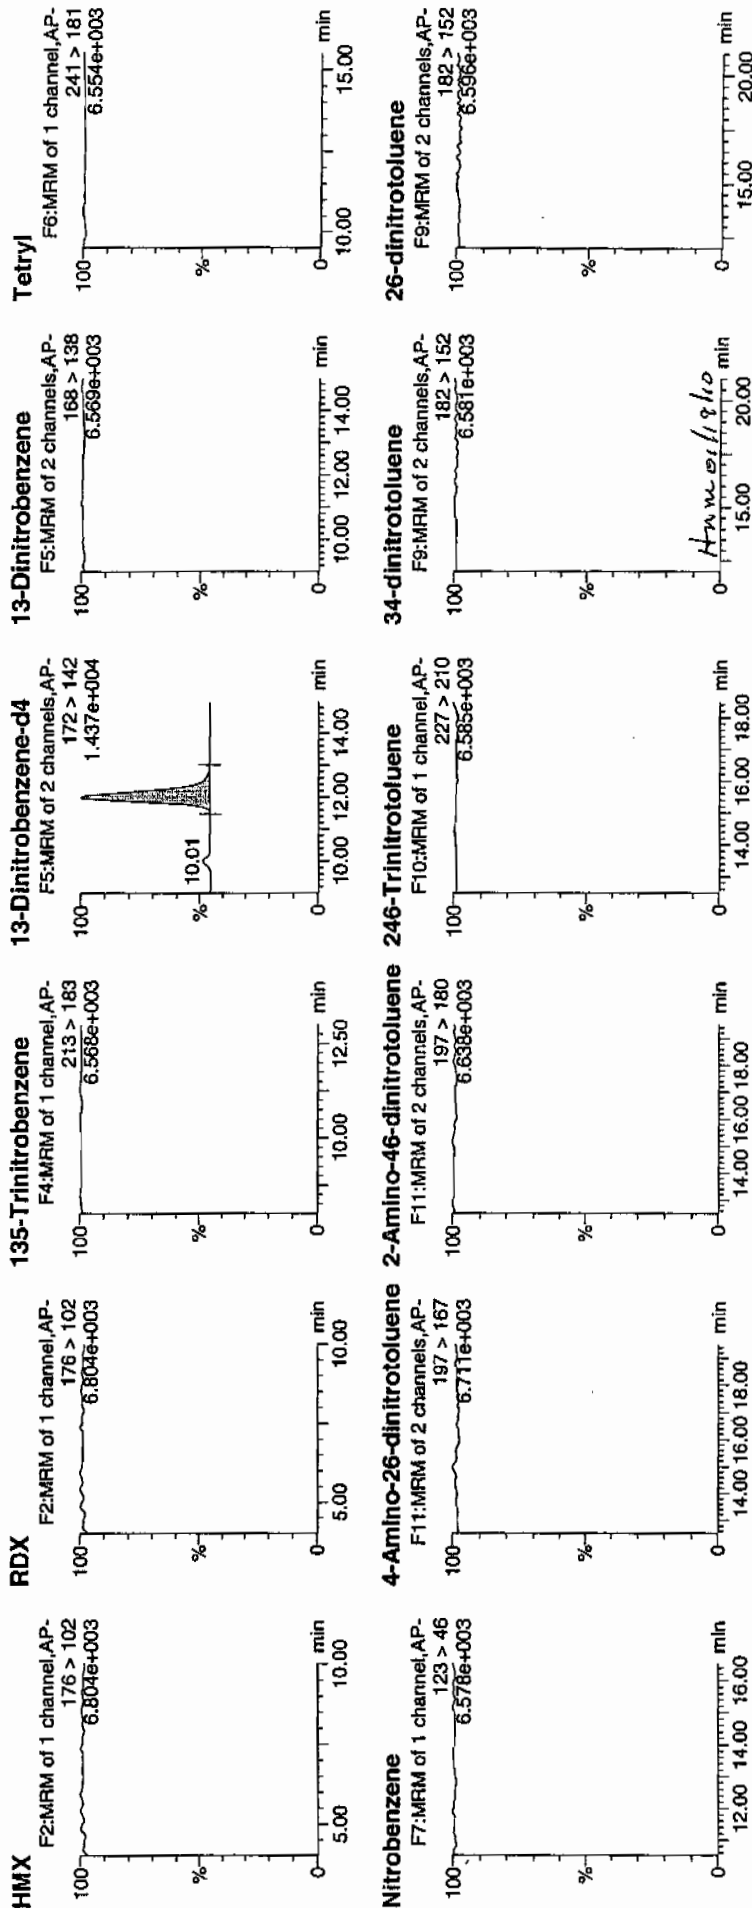 HMX
F2:MRM of 1 channel,AP-
176 > 102
6.804e+003
100
%
0
5.00
10.00
min
RDX
F2:MRM of 1 channel,AP-
176 > 102
6.804e+003
100
%
0
5.00
10.00
min
135-Trinitrobenzene
F4:MRM of 1 channel,AP-
213 > 183
6.568e+003
100
%
0
10.00
12.50
min
13-Dinitrobenzene-d4
F5:MRM of 2 channels,AP-
172 > 142
1.437e+004
100
10.01
%
0
10.00
12.00
14.00
min
13-Dinitrobenzene
F5:MRM of 2 channels,AP-
168 > 138
6.569e+003
100
%
0
10.00
12.00
14.00
min
Tetryl
F6:MRM of 1 channel,AP-
241 > 181
6.554e+003
100
%
0
10.00
15.00
min
Nitrobenzene
F7:MRM of 1 channel,AP-
123 > 46
6.578e+003
100
%
0
12.00
14.00
16.00
min
4-Amino-26-dinitrotoluene
F11:MRM of 2 channels,AP-
197 > 167
6.711e+003
100
%
0
14.00
16.00
18.00
min
2-Amino-46-dinitrotoluene
F11:MRM of 2 channels,AP-
197 > 180
6.638e+003
100
%
0
14.00
16.00
18.00
min
246-Trinitrotoluene
F10:MRM of 1 channel,AP-
227 > 210
6.585e+003
100
%
0
14.00
16.00
18.00
min
34-dinitrotoluene
F9:MRM of 2 channels,AP-
182 > 152
6.581e+003
100
%
0
15.00
20.00
min
26-dinitrotoluene
F9:MRM of 2 channels,AP-
182 > 152
6.596e+003
100
%
0
15.00
20.00
min